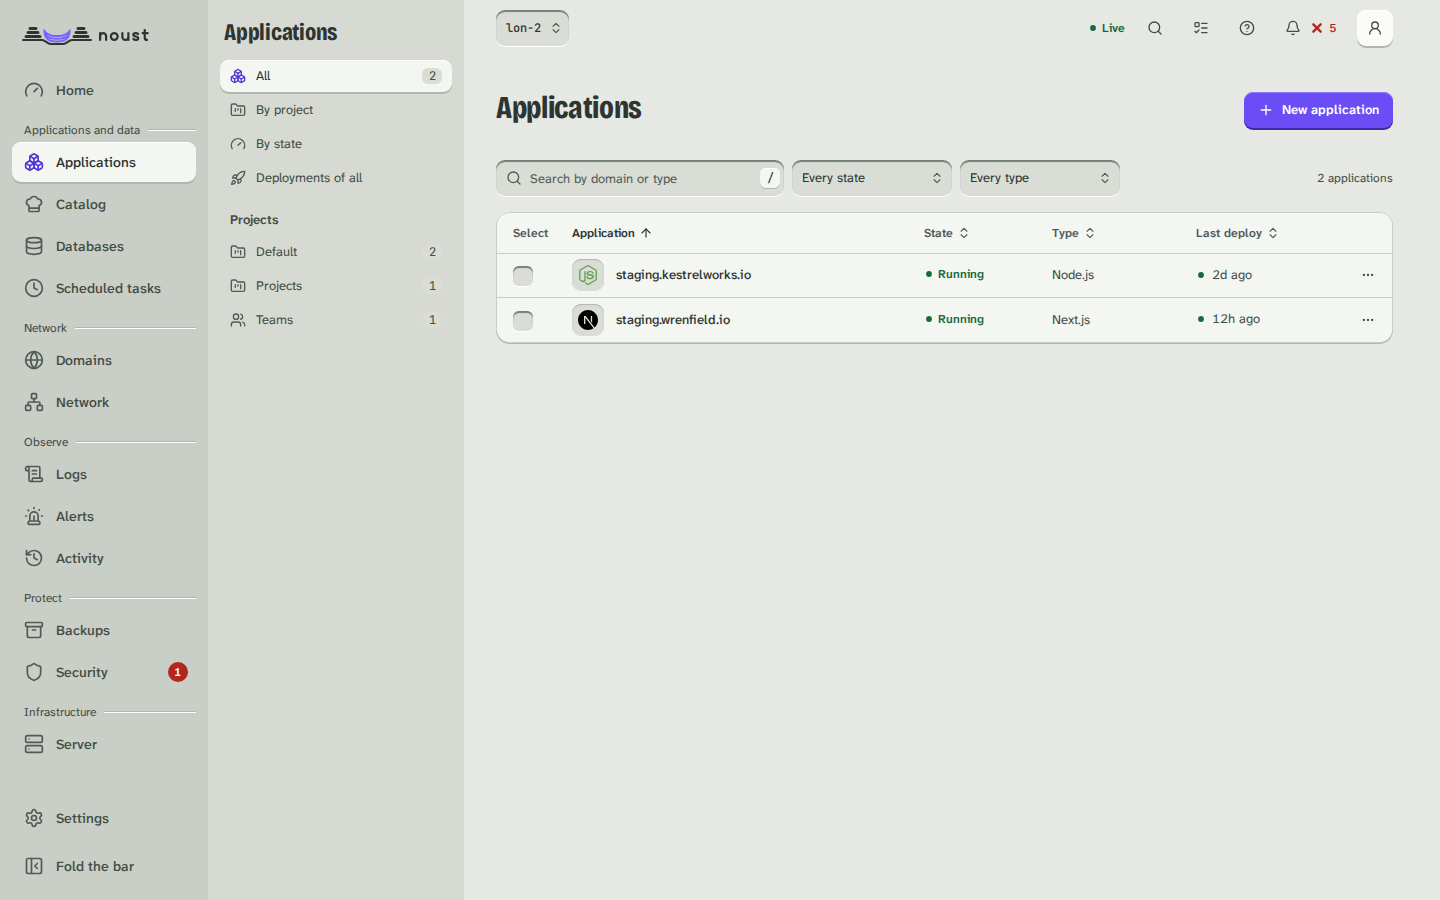 noust
Home
Applications and data
Applications
Catalog
Databases
Scheduled tasks
Network
Domains
Network
Observe
Logs
Alerts
Activity
Protect
Backups
Security 1
Infrastructure
Server
Settings
Fold the bar
Applications
All 2
By project
By state
Deployments of all
Projects
Default 2
Projects 1
Teams 1
lon-2
Live
5
Applications
New application
Search by domain or type /
Every state
Every type
2 applications
Select Application State Type Last deploy
staging.kestrelworks.io Running Node.js 2d ago
staging.wrenfield.io Running Next.js 12h ago